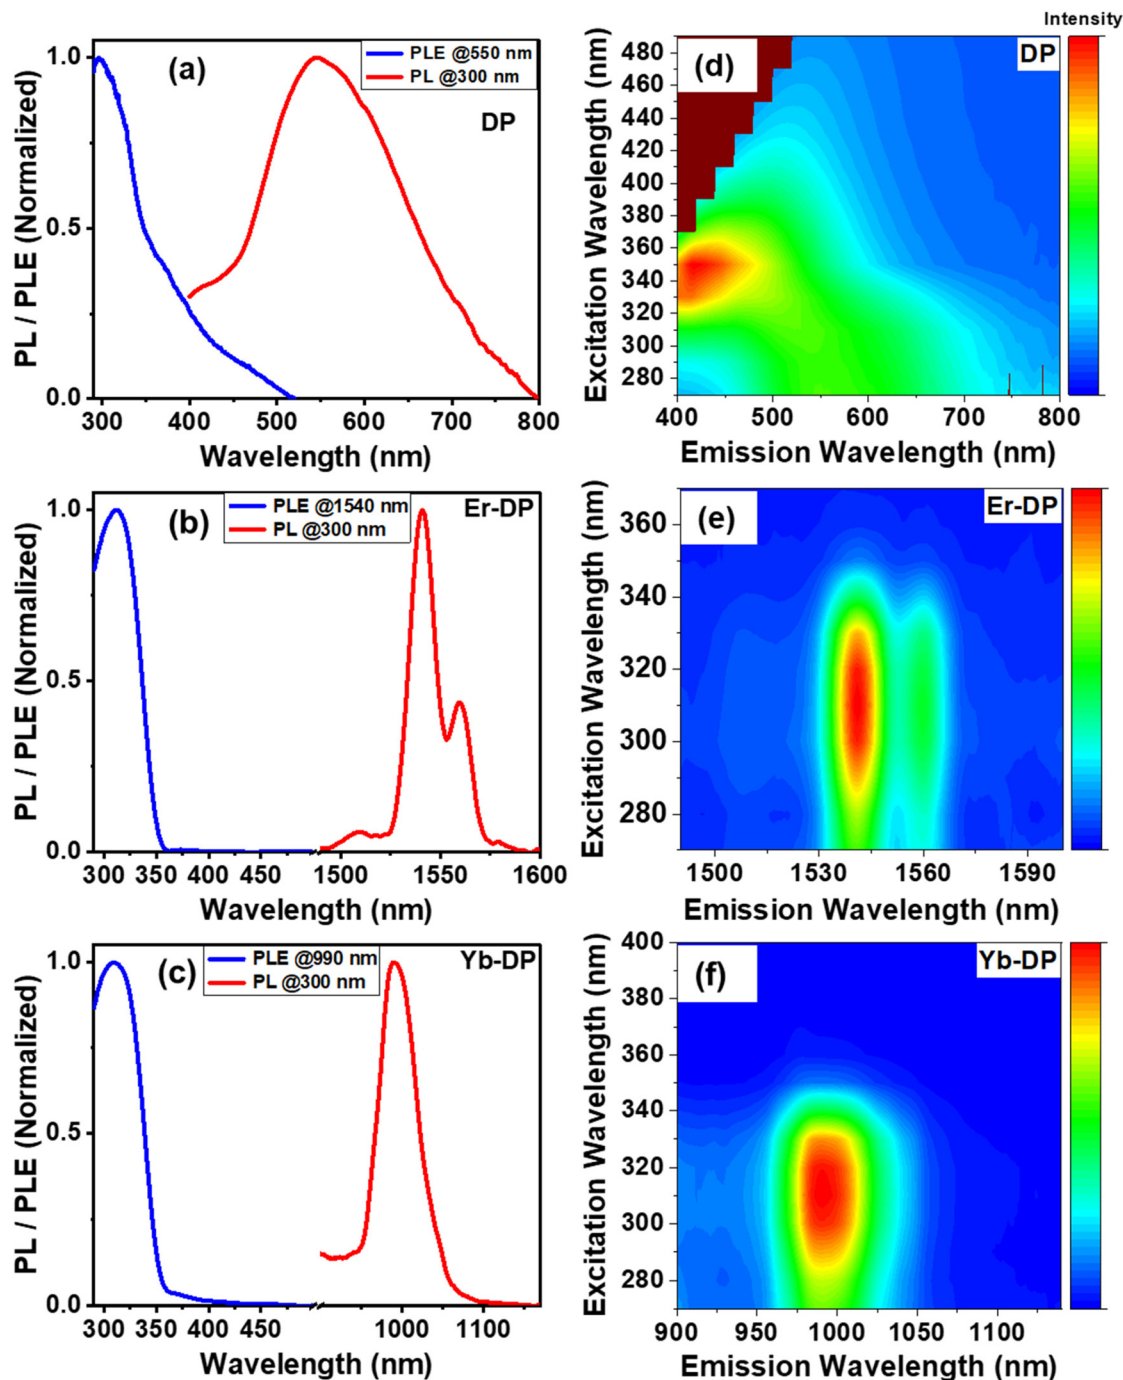 (a)
PLE @550 nm
PL @300 nm
DP
PL / PLE (Normalized)
1.0
0.5
0.0
300 400 500 600 700 800
Wavelength (nm)
Intensity
(d)
DP
Excitation Wavelength (nm)
480
460
440
420
400
380
360
340
320
300
280
400 500 600 700 800
Emission Wavelength (nm)
(b)
PLE @1540 nm
PL @300 nm
Er-DP
PL / PLE (Normalized)
1.0
0.5
0.0
300 350 400 450 1500 1550 1600
Wavelength (nm)
(e)
Er-DP
Excitation Wavelength (nm)
360
340
320
300
280
1500 1530 1560 1590
Emission Wavelength (nm)
(c)
PLE @990 nm
PL @300 nm
Yb-DP
PL / PLE (Normalized)
1.0
0.5
0.0
300 350 400 450 1000 1100
Wavelength (nm)
(f)
Yb-DP
Excitation Wavelength (nm)
400
380
360
340
320
300
280
900 950 1000 1050 1100
Emission Wavelength (nm)